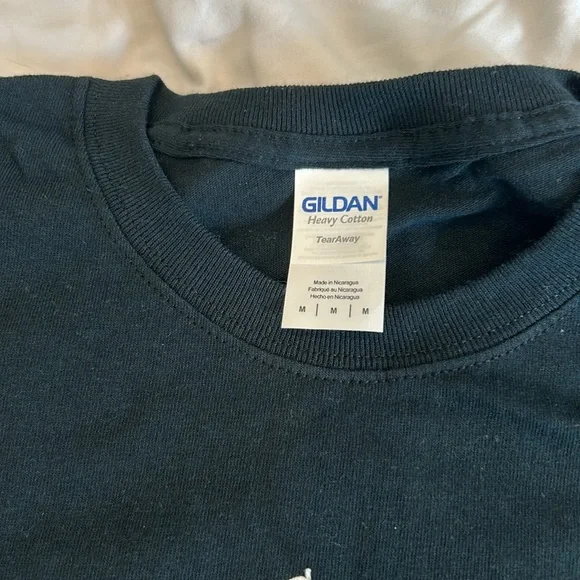 GILDAN
Heavy Cotton
TearAway
Made in Nicaragua
Fabriqué au Nicaragua
Hecho en Nicaragua
M | M | M